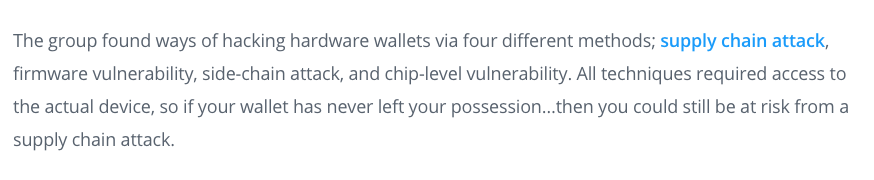 The group found ways of hacking hardware wallets via four different methods; supply chain attack,
firmware vulnerability, side-chain attack, and chip-level vulnerability. All techniques required access to
the actual device, so if your wallet has never left your possession...then you could still be at risk from a
supply chain attack.